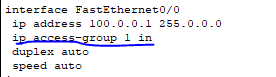 interface FastEthernet0/0
ip address 100.0.0.1 255.0.0.0
ip access-group 1 in
duplex auto
speed auto